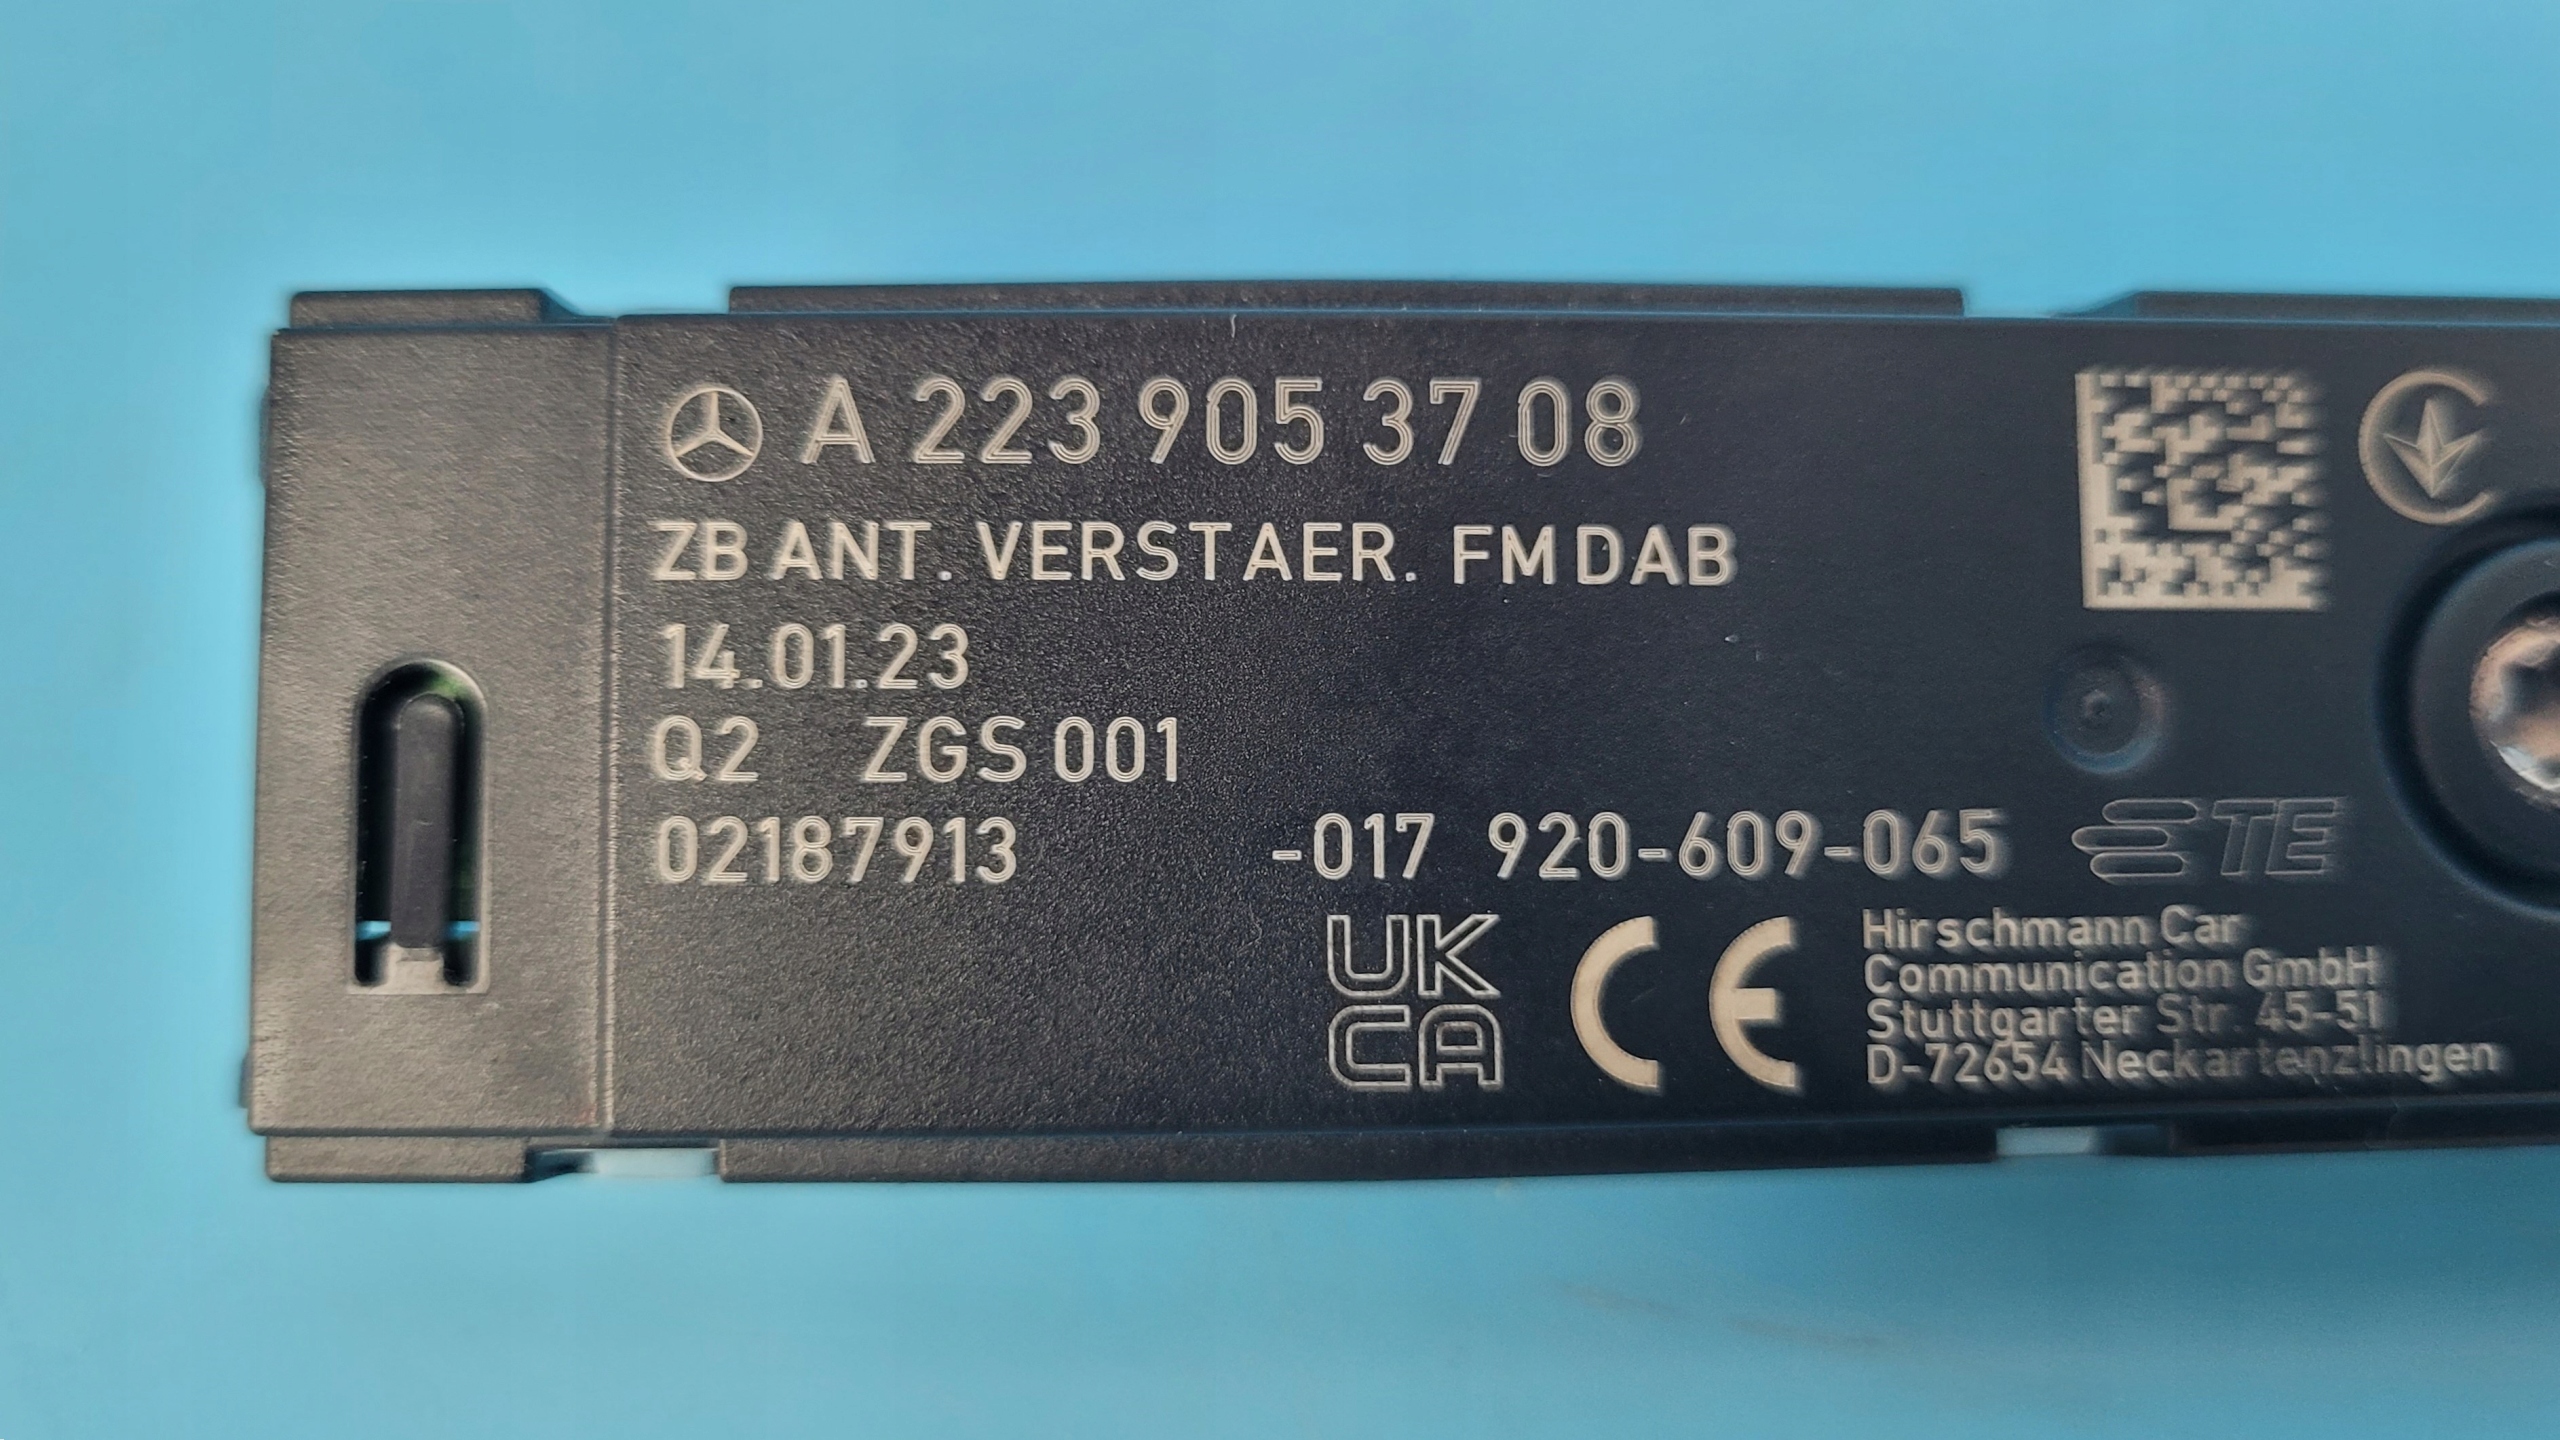 A 223 905 37 08
ZB ANT. VERSTAER. FM DAB
14.01.23
Q2 ZGS 001
02187913 -017 920-609-065 TE
UK
CA CE
Hirschmann Car
Communication GmbH
Stuttgarter Str. 45-51
D-72654 Neckartenzlingen